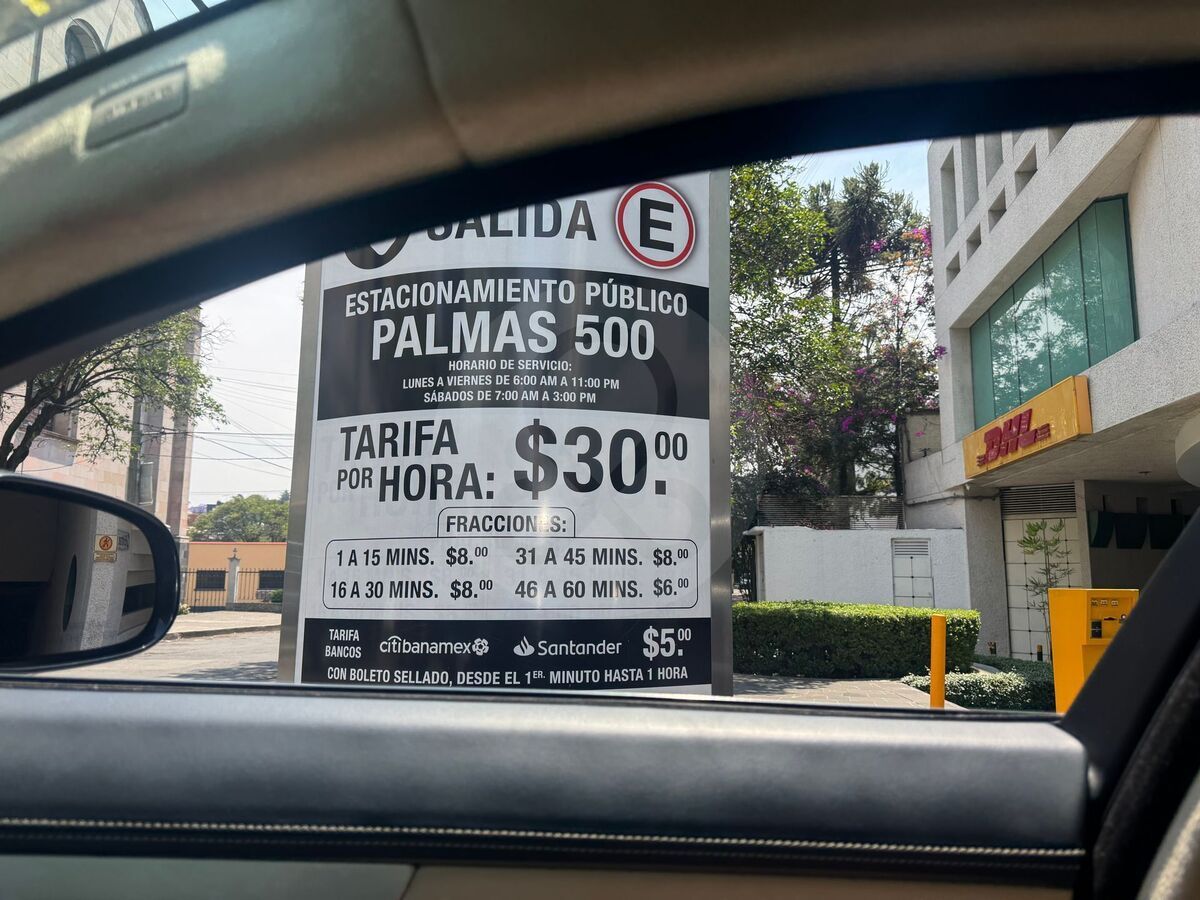 SALIDA E
ESTACIONAMIENTO PÚBLICO
PALMAS 500
HORARIO DE SERVICIO:
LUNES A VIERNES DE 6:00 AM A 11:00 PM
SÁBADOS DE 7:00 AM A 3:00 PM
TARIFA
POR HORA: $30.00
FRACCIONES:
1 A 15 MINS. $8.00 31 A 45 MINS. $8.00
16 A 30 MINS. $8.00 46 A 60 MINS. $6.00
TARIFA
BANCOS citibanamex Santander $5.00
CON BOLETO SELLADO, DESDE EL 1ER. MINUTO HASTA 1 HORA
DHL